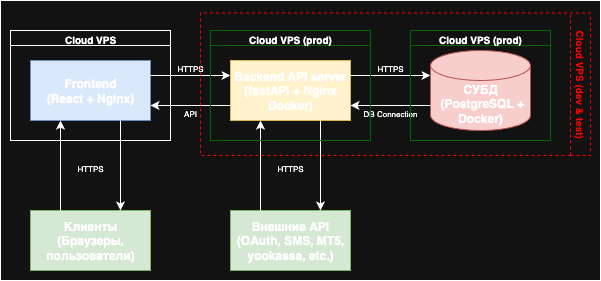 Cloud VPS
Cloud VPS (prod)
Cloud VPS (prod)
Cloud VPS (dev & test)
Frontend
(React + Nginx)
HTTPS
API
Backend API server
(fastAPI + Nginx
Docker)
HTTPS
DB Connection
СУБД
(PostgreSQL +
Docker)
HTTPS
HTTPS
Клиенты
(Браузеры,
пользователи)
Внешние API
(OAuth, SMS, MT5,
yookassa, etc.)